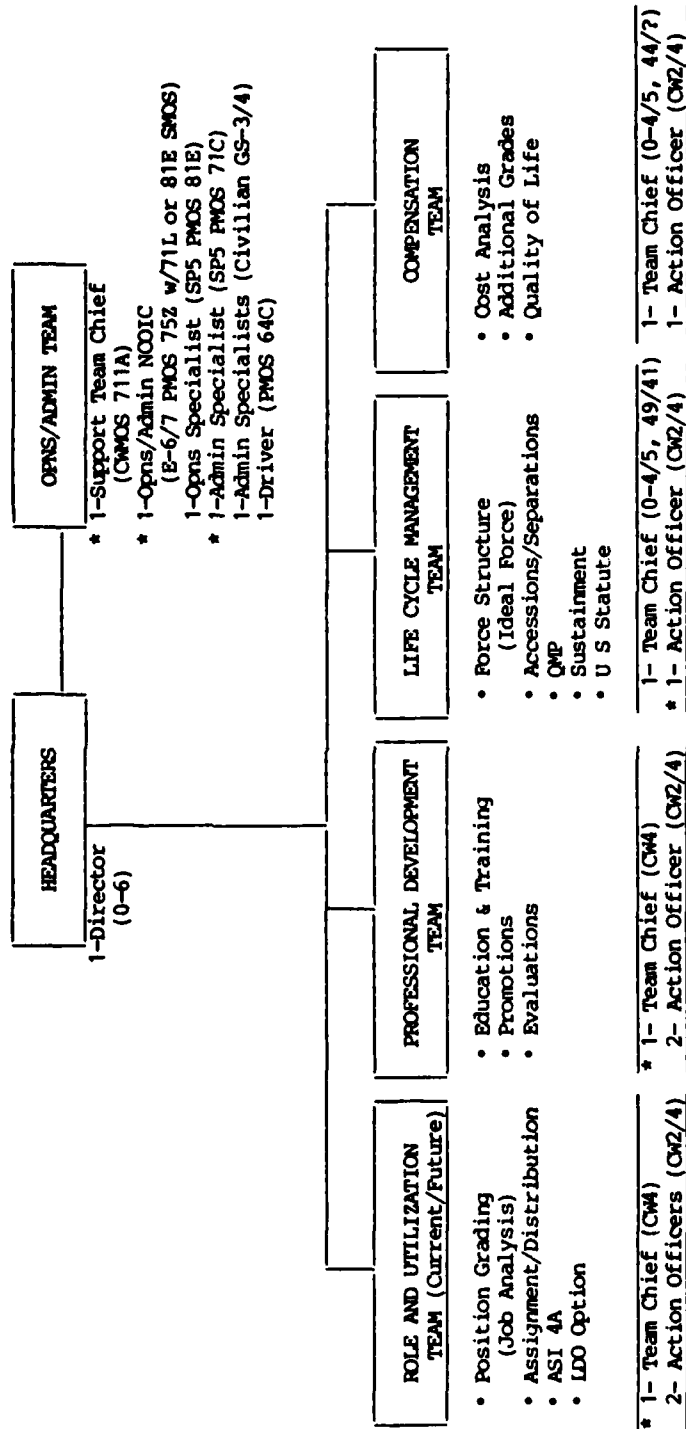 HEADQUARTERS
1-Director
(O-6)
OPNS/ADMIN TEAM
* 1-Support Team Chief
(CWMOS 711A)
* 1-Opns/Admin NCOIC
(E-6/7 PMOS 75Z w/71L or 81E SMOS)
1-Opns Specialist (SP5 PMOS 81E)
* 1-Admin Specialist (SP5 PMOS 71C)
1-Admin Specialists (Civilian GS-3/4)
1-Driver (PMOS 64C)
ROLE AND UTILIZATION
TEAM (Current/Future)
• Position Grading
(Job Analysis)
• Assignment/Distribution
• ASI 4A
• LDO Option
* 1- Team Chief (CW4)
2- Action Officers (CW2/4)
PROFESSIONAL DEVELOPMENT
TEAM
• Education & Training
• Promotions
• Evaluations
* 1- Team Chief (CW4)
2- Action Officer (CW2/4)
LIFE CYCLE MANAGEMENT
TEAM
• Force Structure
(Ideal Force)
• Accessions/Separations
• QMP
• Sustainment
• U S Statute
1- Team Chief (O-4/5, 49/41)
* 1- Action Officer (CW2/4)
COMPENSATION
TEAM
• Cost Analysis
• Additional Grades
• Quality of Life
1- Team Chief (O-4/5, 44/?)
1- Action Officer (CW2/4)